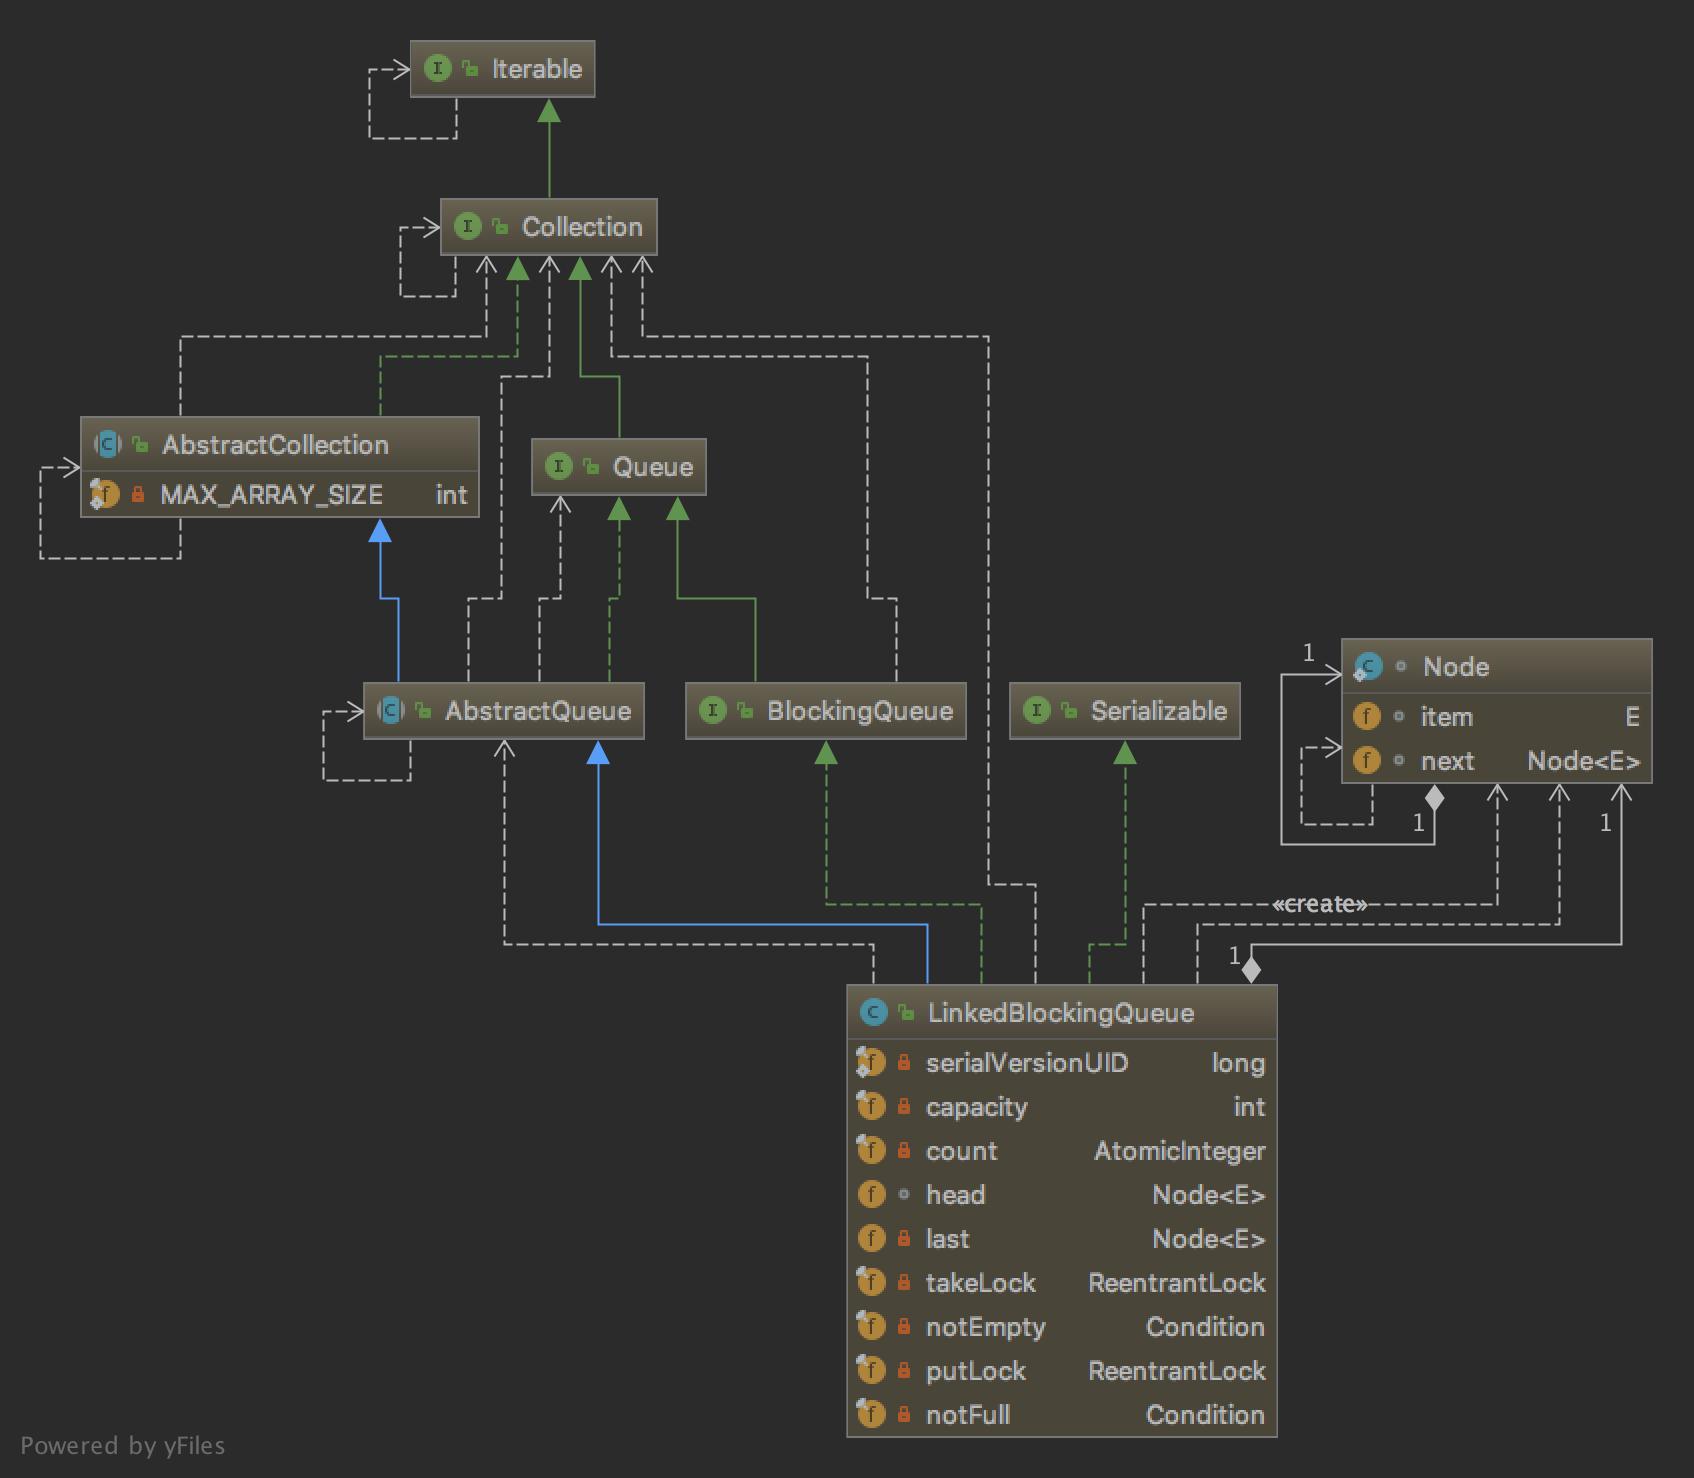 Iterable
Collection
AbstractCollection
MAX_ARRAY_SIZE int
Queue
AbstractQueue
BlockingQueue
Serializable
1
Node
item E
next Node<E>
1
1
«create»
1
LinkedBlockingQueue
serialVersionUID long
capacity int
count AtomicInteger
head Node<E>
last Node<E>
takeLock ReentrantLock
notEmpty Condition
putLock ReentrantLock
notFull Condition
Powered by yFiles